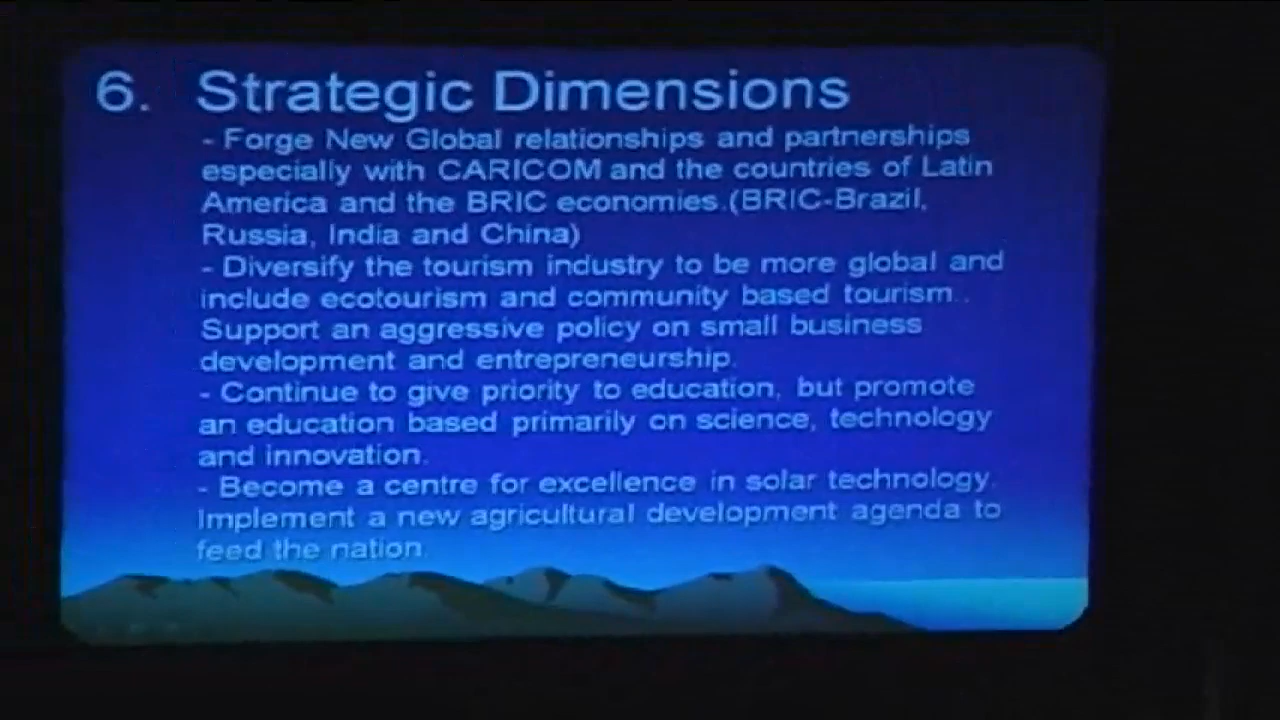 6. Strategic Dimensions
- Forge New Global relationships and partnerships
especially with CARICOM and the countries of Latin
America and the BRIC economies.(BRIC-Brazil,
Russia, India and China)
- Diversify the tourism industry to be more global and
include ecotourism and community based tourism..
Support an aggressive policy on small business
development and entrepreneurship.
- Continue to give priority to education, but promote
an education based primarily on science, technology
and innovation.
- Become a centre for excellence in solar technology.
Implement a new agricultural development agenda to
feed the nation.